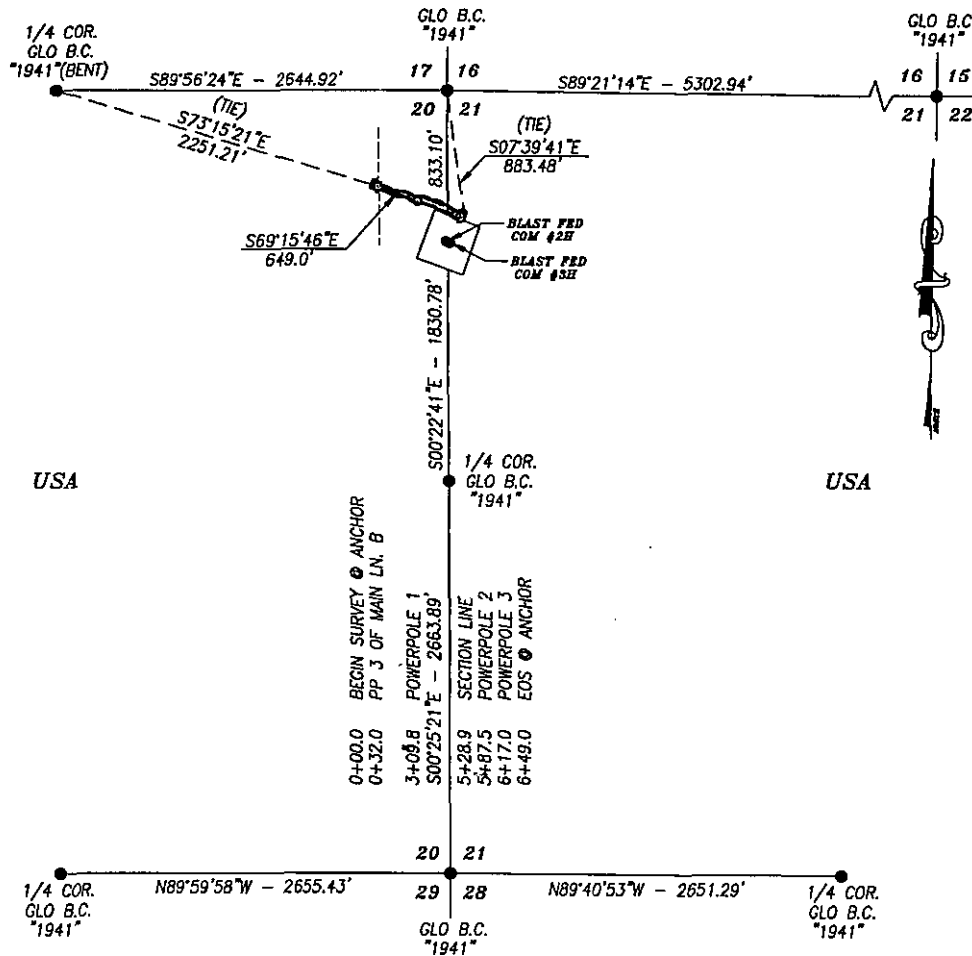 GLO B.C.
"1941"
1/4 COR.
GLO B.C.
"1941"(BENT)
GLO B.C.
"1941"
S89°56'24"E - 2644.92'
17 16
S89°21'14"E - 5302.94'
16 15
20 21
21 22
(TIE)
S73°15'21"E
2251.21'
833.10'
(TIE)
S07°39'41"E
883.48'
S69°15'46"E
649.0'
BLAST FED
COM #2H
BLAST FED
COM #3H
S00°22'41"E - 1830.78'
USA
1/4 COR.
GLO B.C.
"1941"
USA
0+00.0 BEGIN SURVEY @ ANCHOR
0+32.0 PP 3 OF MAIN LN. B
3+09.8 POWERPOLE 1
S00°25'21"E - 2663.89'
5+28.9 SECTION LINE
5+87.5 POWERPOLE 2
6+17.0 POWERPOLE 3
6+49.0 EOS @ ANCHOR
20 21
N89°59'58"W - 2655.43'
29 28
N89°40'53"W - 2651.29'
1/4 COR.
GLO B.C.
"1941"
GLO B.C.
"1941"
1/4 COR.
GLO B.C.
"1941"